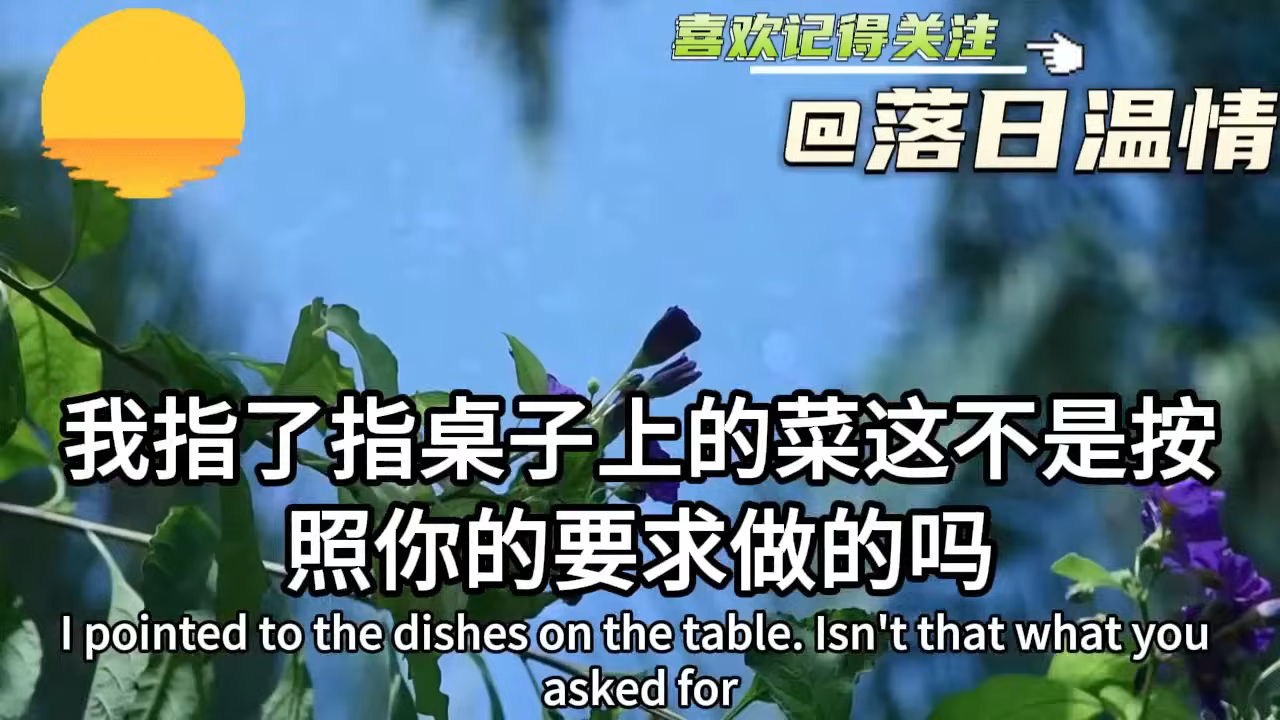 喜欢记得关注
@落日温情
我指了指桌子上的菜这不是按
照你的要求做的吗
I pointed to the dishes on the table. Isn't that what you
asked for